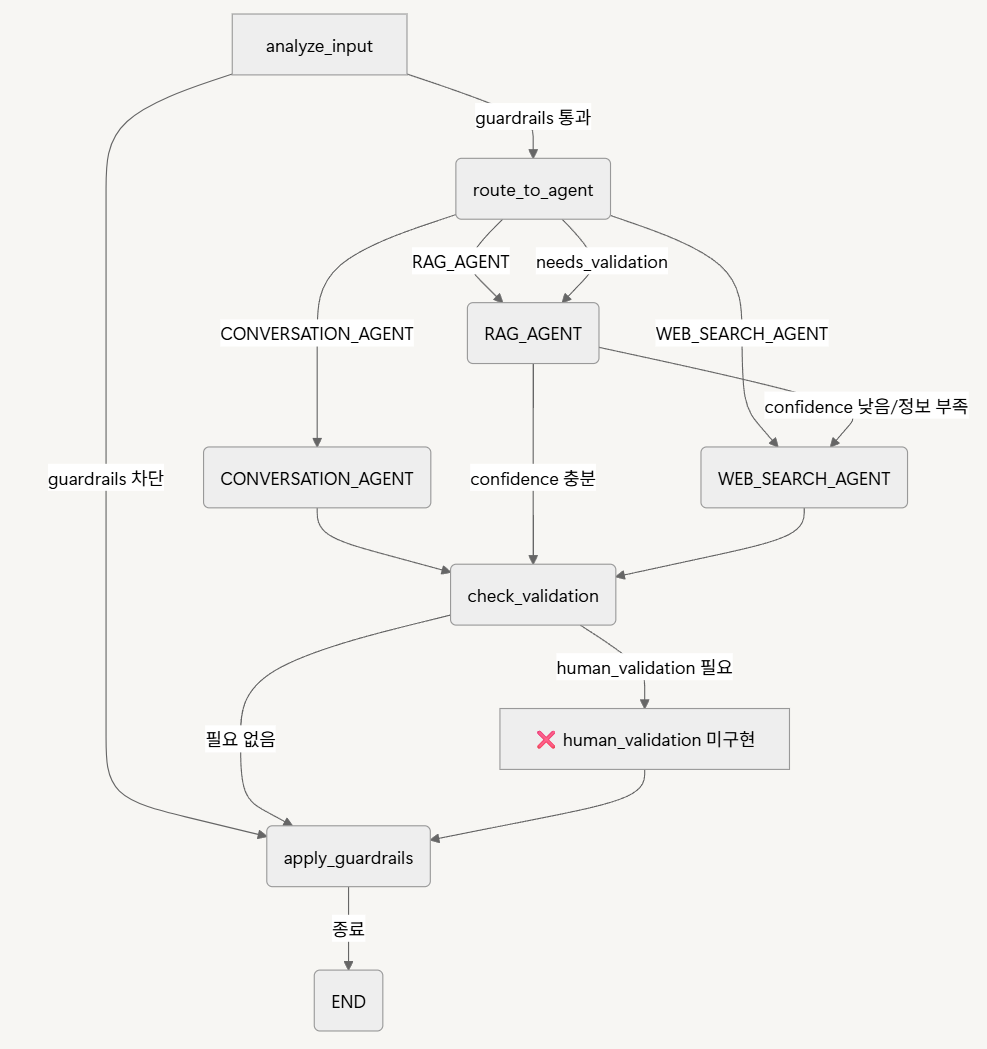 analyze_input
guardrails 통과
route_to_agent
RAG_AGENT
needs_validation
CONVERSATION_AGENT
RAG_AGENT
WEB_SEARCH_AGENT
confidence 낮음/정보 부족
guardrails 차단
CONVERSATION_AGENT
confidence 충분
WEB_SEARCH_AGENT
check_validation
human_validation 필요
필요 없음
❌ human_validation 미구현
apply_guardrails
종료
END